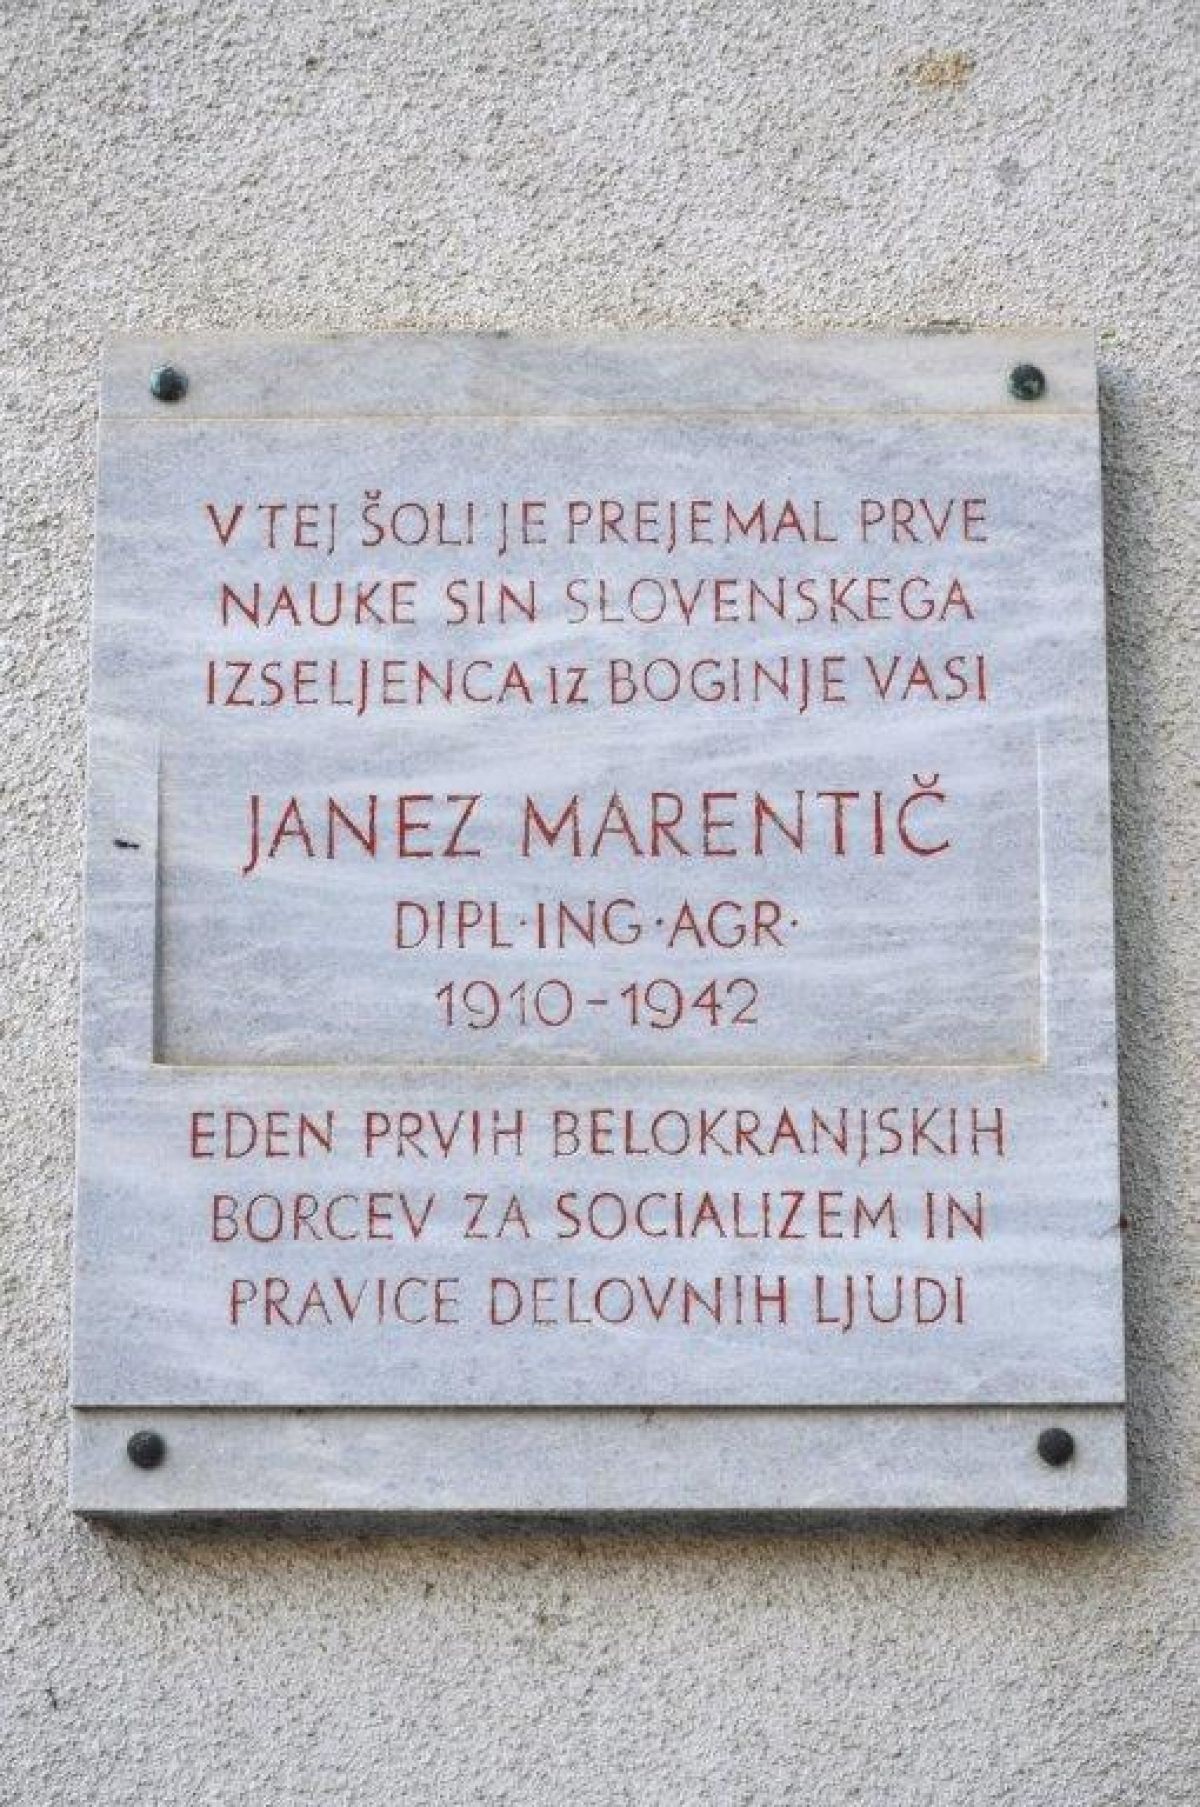 V TEJ ŠOLI JE PREJEMAL PRVE
NAUKE SIN SLOVENSKEGA
IZSELJENCA IZ BOGINJE VASI
JANEZ MARENTIČ
DIPL·ING·AGR·
1910-1942
EDEN PRVIH BELOKRANJSKIH
BORCEV ZA SOCIALIZEM IN
PRAVICE DELOVNIH LJUDI